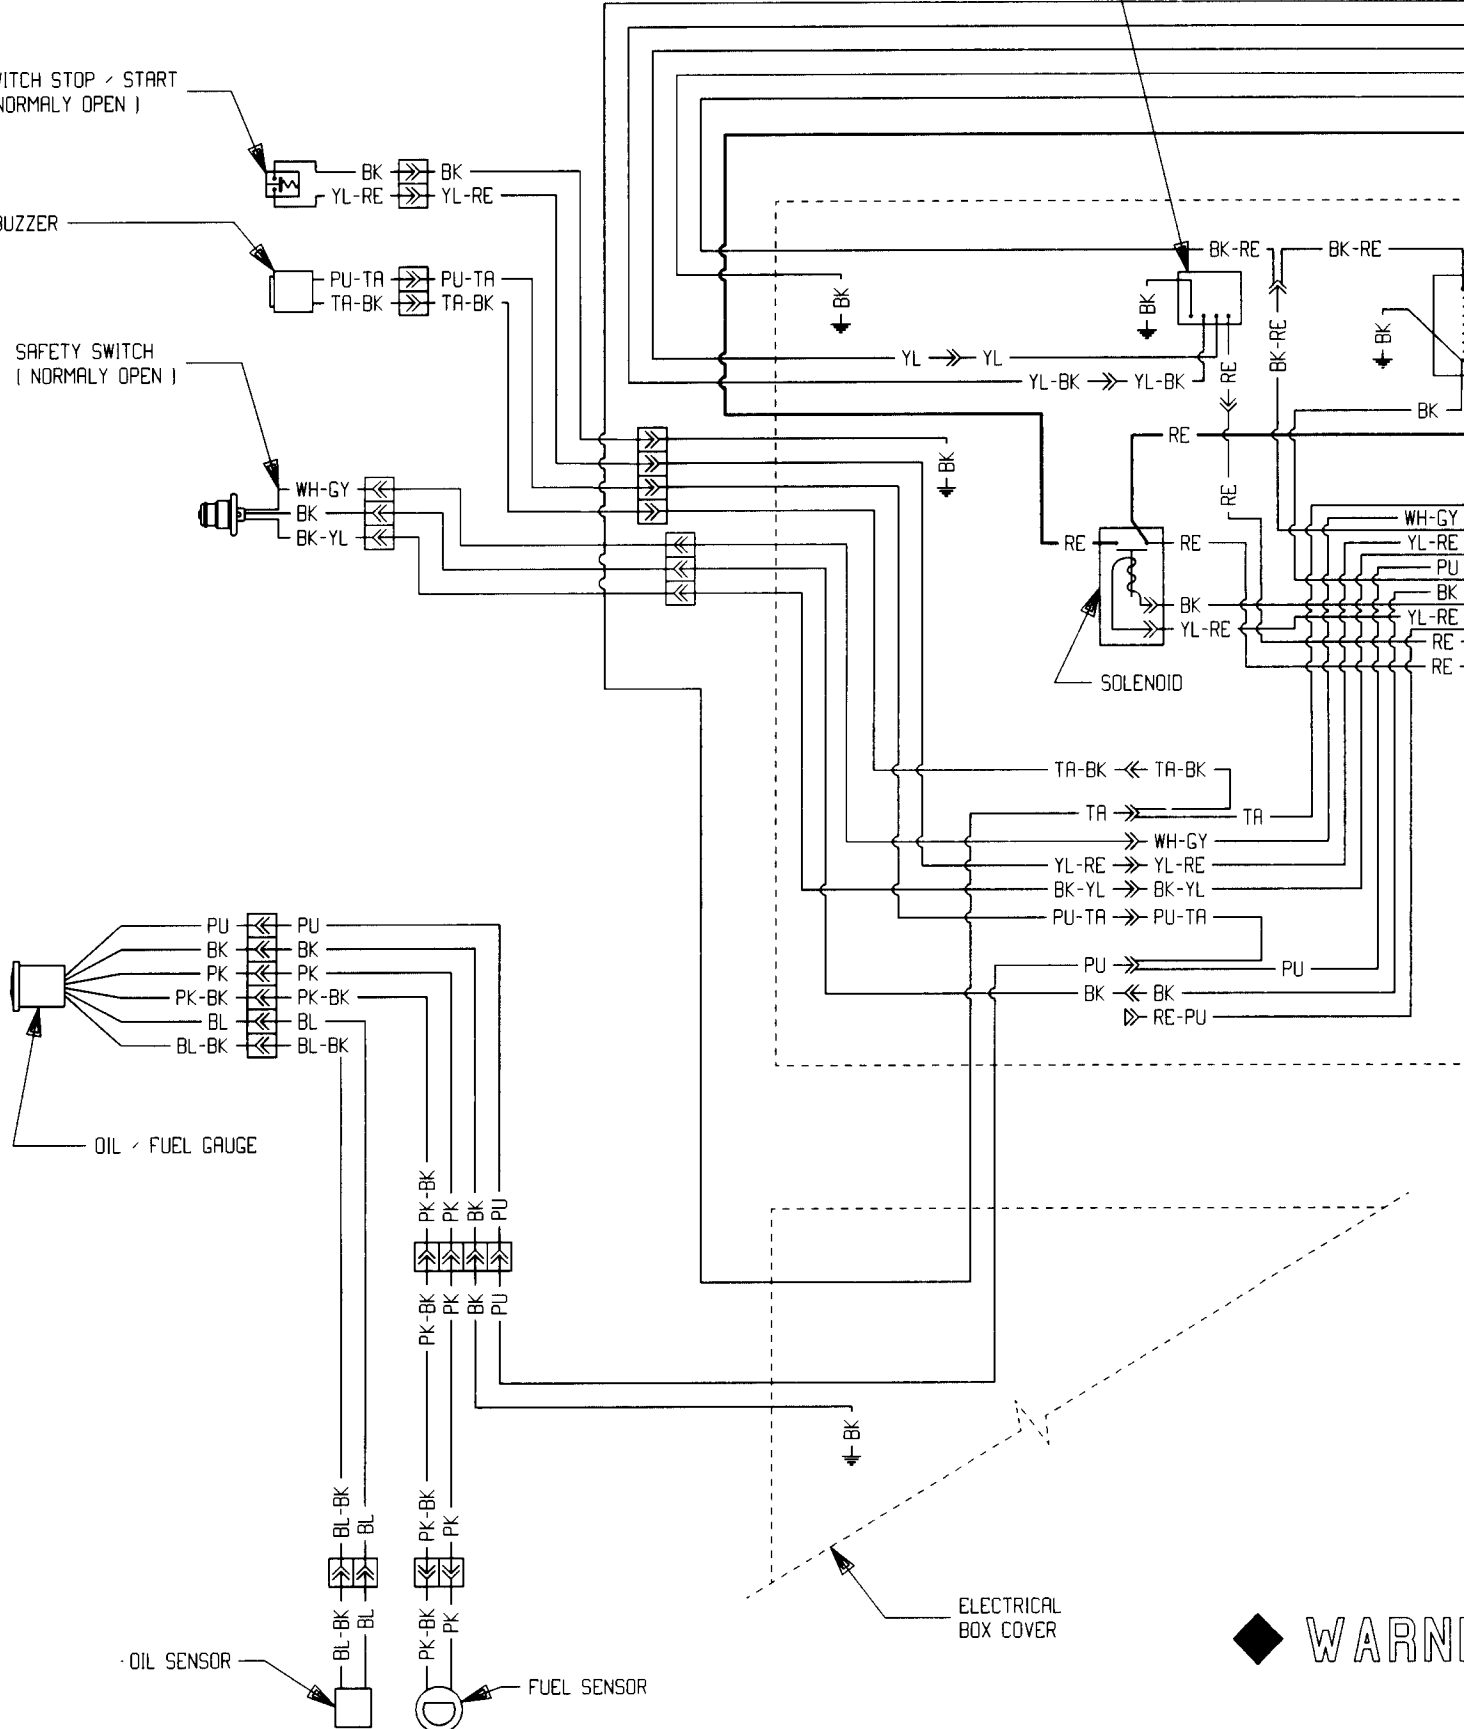 WITCH STOP / START
NORMALY OPEN )
BK
BK
YL-RE
YL-RE
BUZZER
PU-TA
PU-TA
TA-BK
TA-BK
SAFETY SWITCH
( NORMALY OPEN )
WH-GY
BK
BK-YL
BK-RE
BK-RE
BK
BK
BK-RE
BK
YL
YL
YL-BK
YL-BK
RE
BK
RE
BK
RE
WH-GY
YL-RE
PU
BK
YL-RE
RE
RE
RE
RE
BK
YL-RE
SOLENOID
TA-BK
TA-BK
TA
TA
WH-GY
YL-RE
YL-RE
BK-YL
BK-YL
PU-TA
PU-TA
PU
PU
BK
BK
RE-PU
PU
PU
BK
BK
PK
PK
PK-BK
PK-BK
BL
BL
BL-BK
BL-BK
OIL / FUEL GAUGE
PK-BK
PK
BK
PU
PK-BK
PK
BK
PU
BK
BL-BK
BL
PK-BK
PK
BL-BK
BL
PK-BK
PK
OIL SENSOR
FUEL SENSOR
ELECTRICAL
BOX COVER
WARN